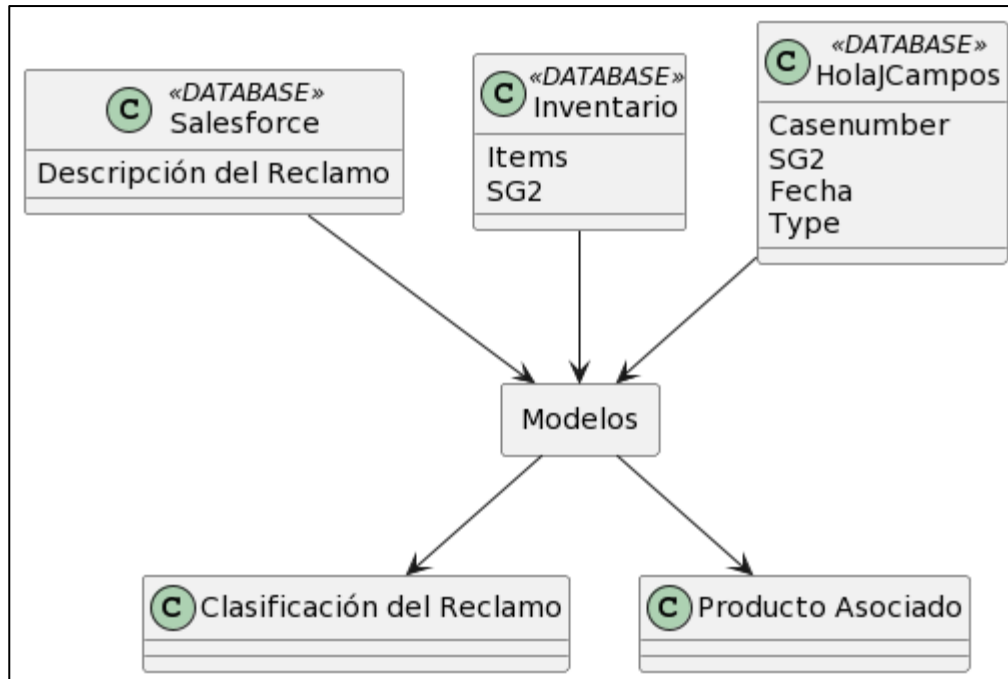 C
«DATABASE»
Salesforce
Descripción del Reclamo
C
«DATABASE»
Inventario
Items
SG2
C
«DATABASE»
HolaJCampos
Casenumber
SG2
Fecha
Type
Modelos
C Clasificación del Reclamo
C Producto Asociado